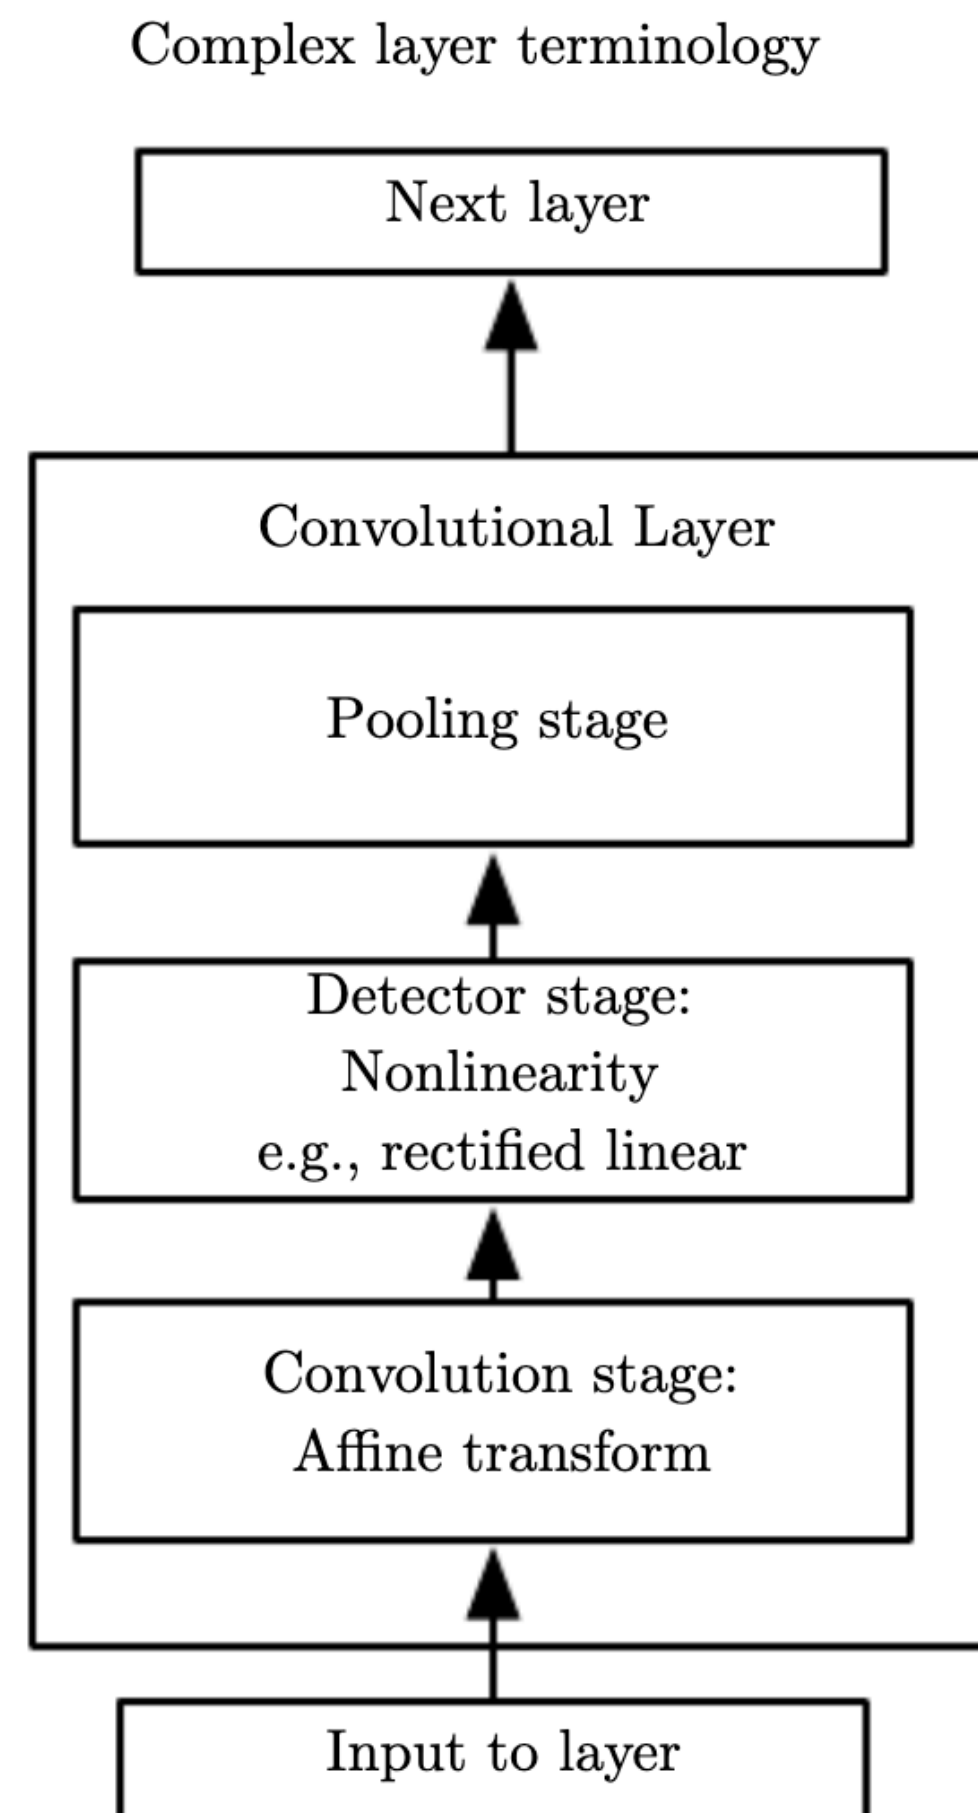 Complex layer terminology
Next layer
Convolutional Layer
Pooling stage
Detector stage:
Nonlinearity
e.g., rectified linear
Convolution stage:
Affine transform
Input to layer